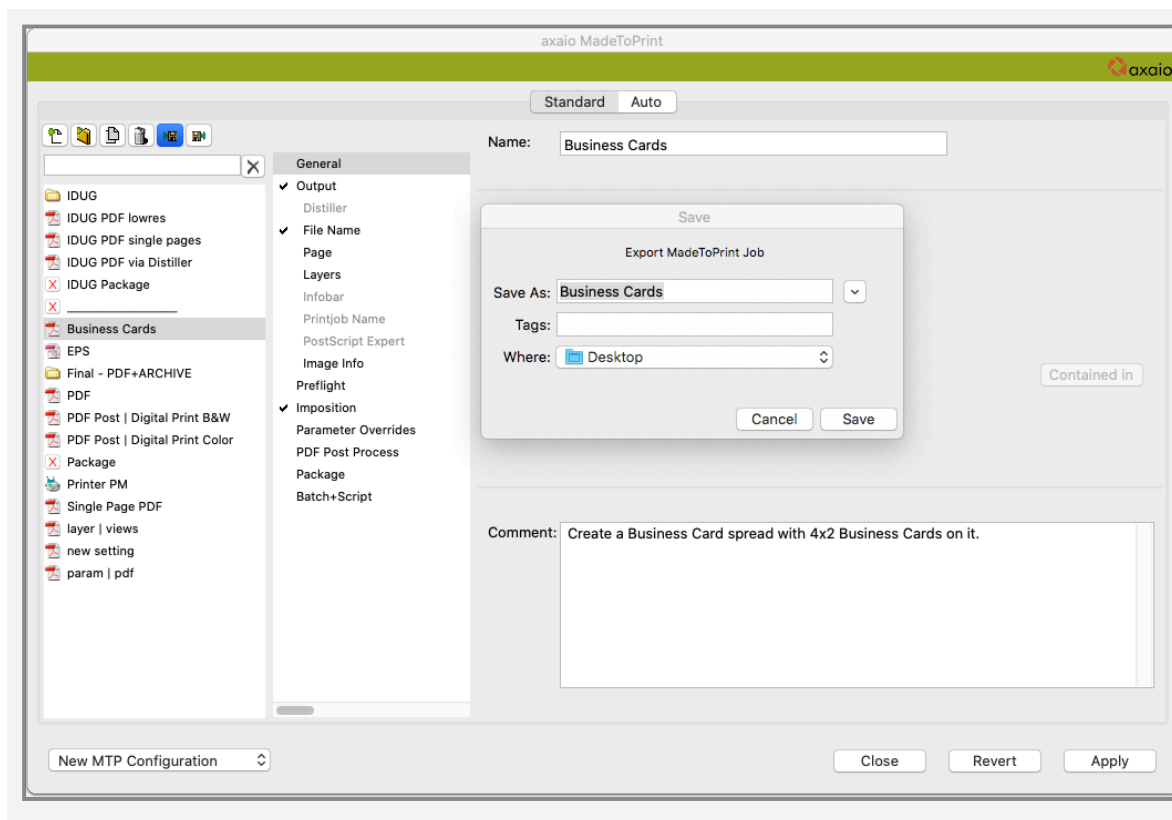 axaio MadeToPrint
axaio
Standard Auto
Name: Business Cards
IDUG
IDUG PDF lowres
IDUG PDF single pages
IDUG PDF via Distiller
IDUG Package
_________________
Business Cards
EPS
Final - PDF+ARCHIVE
PDF
PDF Post | Digital Print B&W
PDF Post | Digital Print Color
Package
Printer PM
Single Page PDF
layer | views
new setting
param | pdf
General
Output
Distiller
File Name
Page
Layers
Infobar
Printjob Name
PostScript Expert
Image Info
Preflight
Imposition
Parameter Overrides
PDF Post Process
Package
Batch+Script
Save
Export MadeToPrint Job
Save As: Business Cards
Tags:
Where: Desktop
Cancel Save
Contained in
Comment: Create a Business Card spread with 4x2 Business Cards on it.
New MTP Configuration
Close Revert Apply